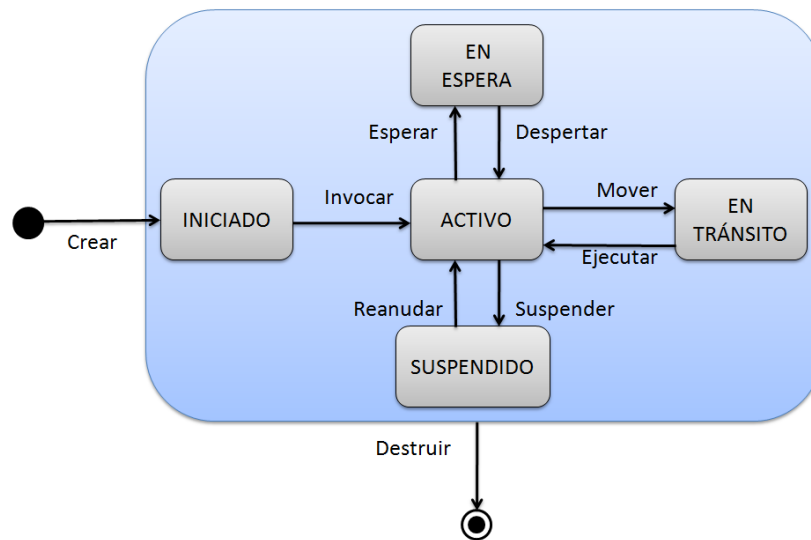 EN
ESPERA
Esperar
Despertar
Invocar
Mover
INICIADO
ACTIVO
EN
TRÁNSITO
Crear
Ejecutar
Reanudar
Suspender
SUSPENDIDO
Destruir